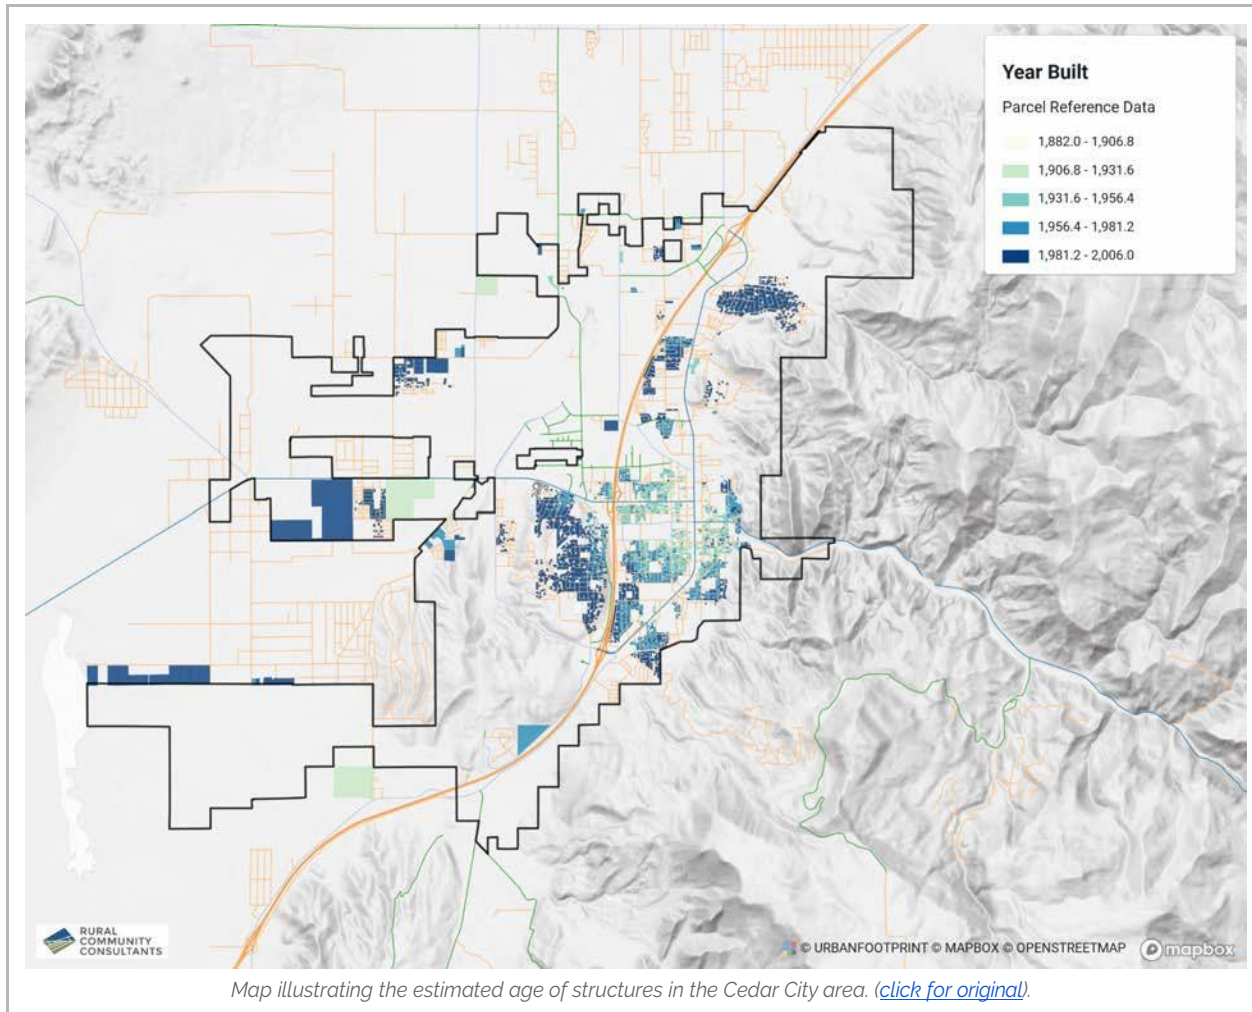 Year Built
Parcel Reference Data
1,882.0 - 1,906.8
1,906.8 - 1,931.6
1,931.6 - 1,956.4
1,956.4 - 1,981.2
1,981.2 - 2,006.0
RURAL
COMMUNITY
CONSULTANTS
© URBANFOOTPRINT © MAPBOX © OPENSTREETMAP
mapbox
Map illustrating the estimated age of structures in the Cedar City area. (click for original).